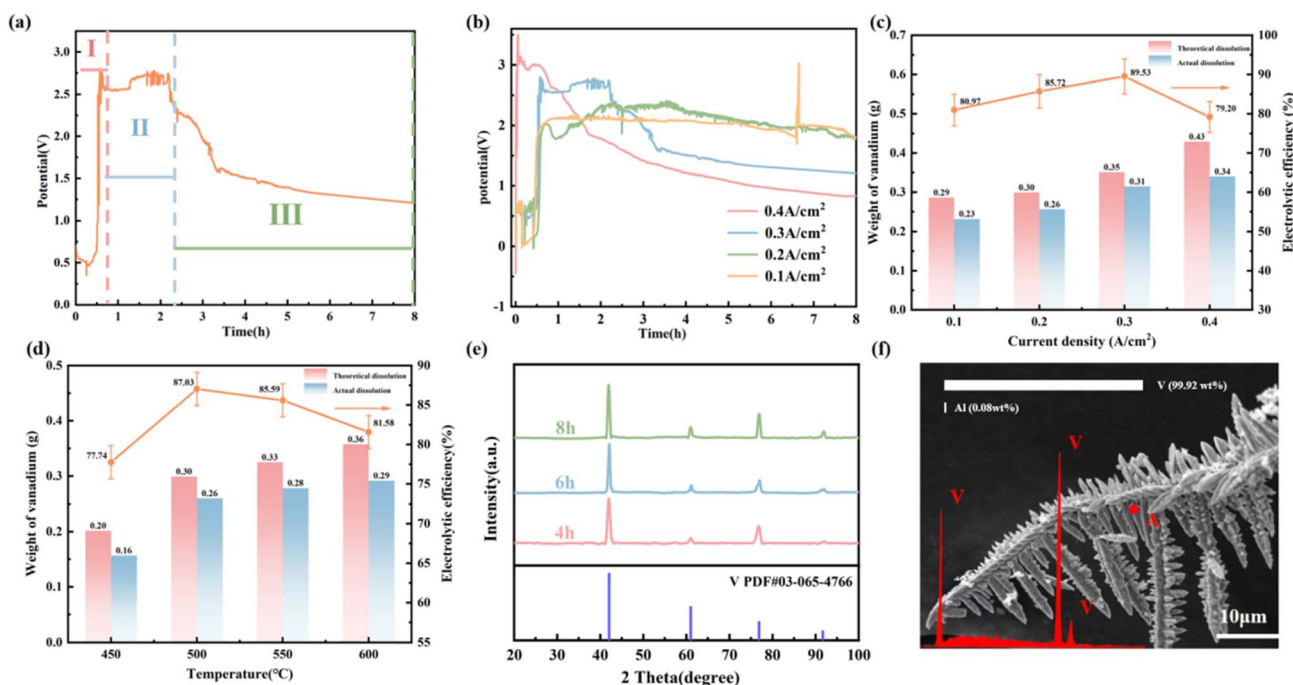 (a)
I
II
III
3.0
2.5
2.0
1.5
1.0
0.5
0.0
Potential(V)
0 1 2 3 4 5 6 7 8
Time(h)
(b)
3
2
1
0
-1
potential(V)
0.4A/cm²
0.3A/cm²
0.2A/cm²
0.1A/cm²
0 1 2 3 4 5 6 7 8
Time(h)
(c)
Theoretical dissolution
Actual dissolution
0.7
0.6
0.5
0.4
0.3
0.2
0.1
0.0
Weight of vanadium (g)
80.97
85.72
89.53
79.20
0.29
0.23
0.30
0.26
0.35
0.31
0.43
0.34
100
90
80
70
60
50
40
30
Electrolytic efficiency (%)
0.1 0.2 0.3 0.4
Current density (A/cm²)
(d)
Theoretical dissolution
Actual dissolution
0.5
0.4
0.3
0.2
0.1
0.0
Weight of vanadium (g)
77.74
87.03
85.59
81.58
0.20
0.16
0.30
0.26
0.33
0.28
0.36
0.29
90
85
80
75
70
65
60
55
Electrolytic efficiency(%)
450 500 550 600
Temperature(℃)
(e)
8h
6h
4h
V PDF#03-065-4766
Intensity(a.u.)
20 30 40 50 60 70 80 90 100
2 Theta(degree)
(f)
V (99.92 wt%)
Al (0.08wt%)
V
V
V
A
10μm